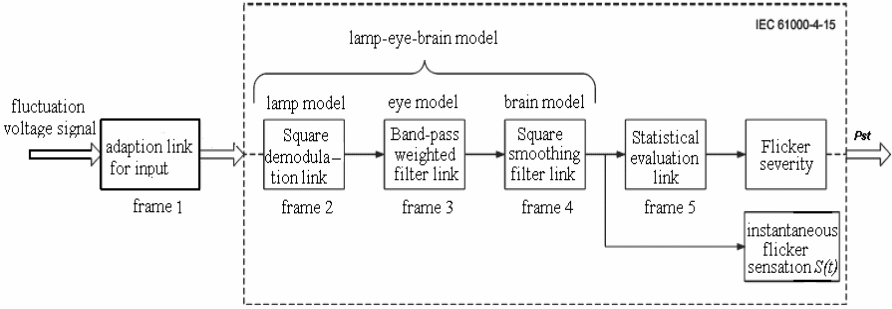 IEC 61000-4-15
lamp-eye-brain model
fluctuation
voltage signal
lamp model
eye model
brain model
adaption link
for input
Square
demodula-
tion link
Band-pass
weighted
filter link
Square
smoothing
filter link
Statistical
evaluation
link
Flicker
severity
Pst
frame 1
frame 2
frame 3
frame 4
frame 5
instantaneous
flicker
sensation S(t)